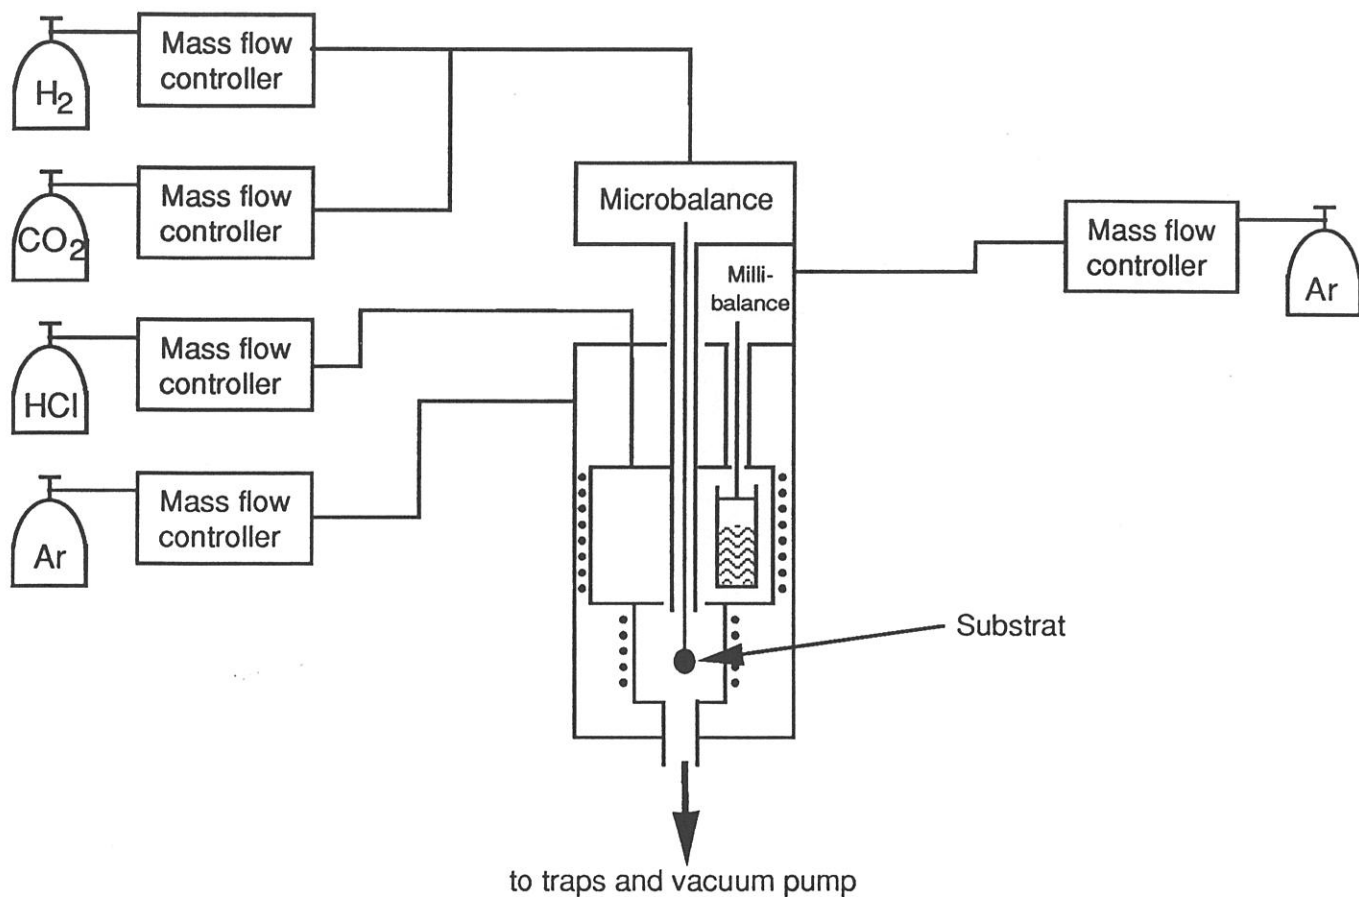 H2
Mass flow
controller
CO2
Mass flow
controller
HCl
Mass flow
controller
Ar
Mass flow
controller
Microbalance
Milli-
balance
Mass flow
controller
Ar
Substrat
to traps and vacuum pump